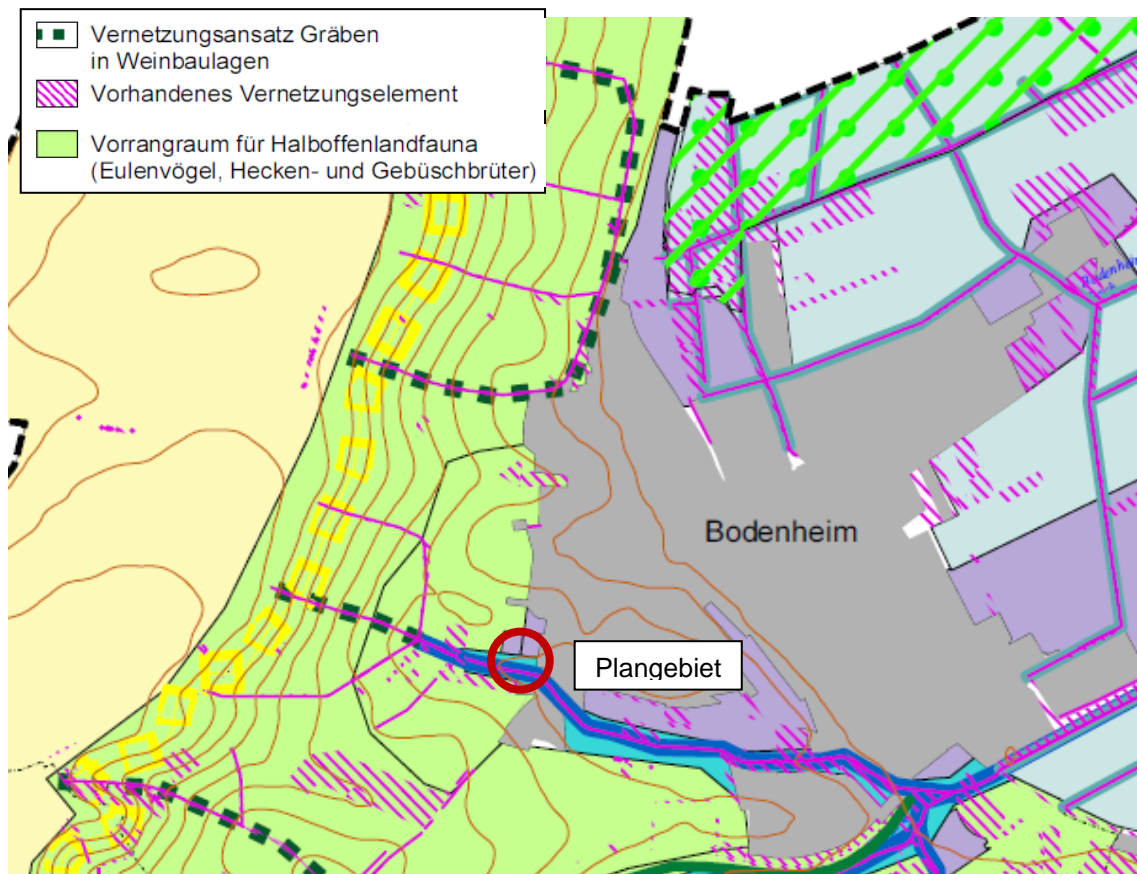 Vernetzungsansatz Gräben
in Weinbaulagen
Vorhandenes Vernetzungselement
Vorrangraum für Halboffenlandfauna
(Eulenvögel, Hecken- und Gebüschbrüter)
Bodenheim
Plangebiet